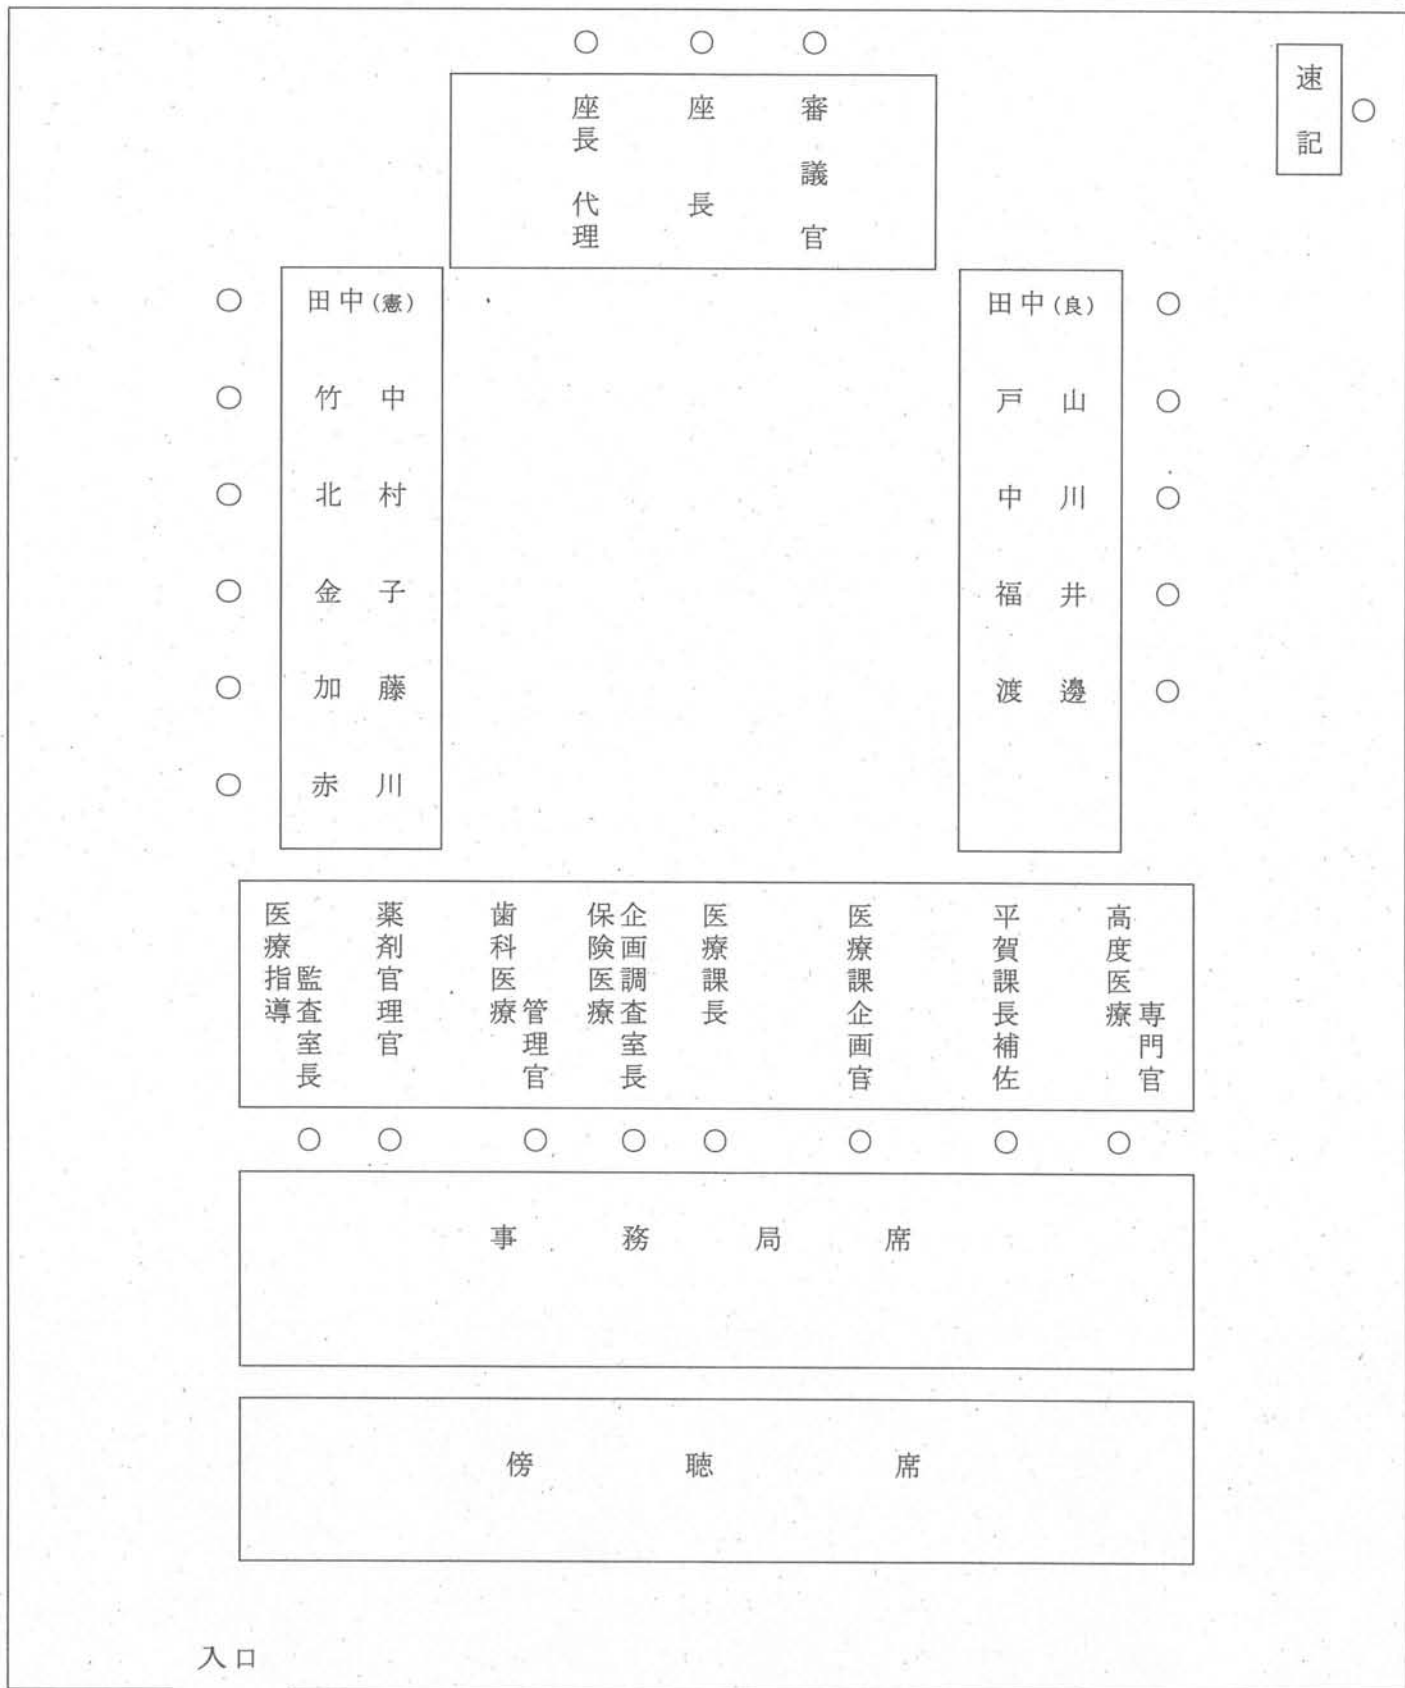 速記
審議官
座長
座長代理
田中(憲)
竹中
北村
金子
加藤
赤川
田中(良)
戸山
中川
福井
渡邊
医療指導
監査室長
薬剤官理官
歯科医療
管理官
保険医療
企画調査室長
医療課長
医療課企画官
平賀課長補佐
高度医療
専門官
事務局席
傍聴席
入口